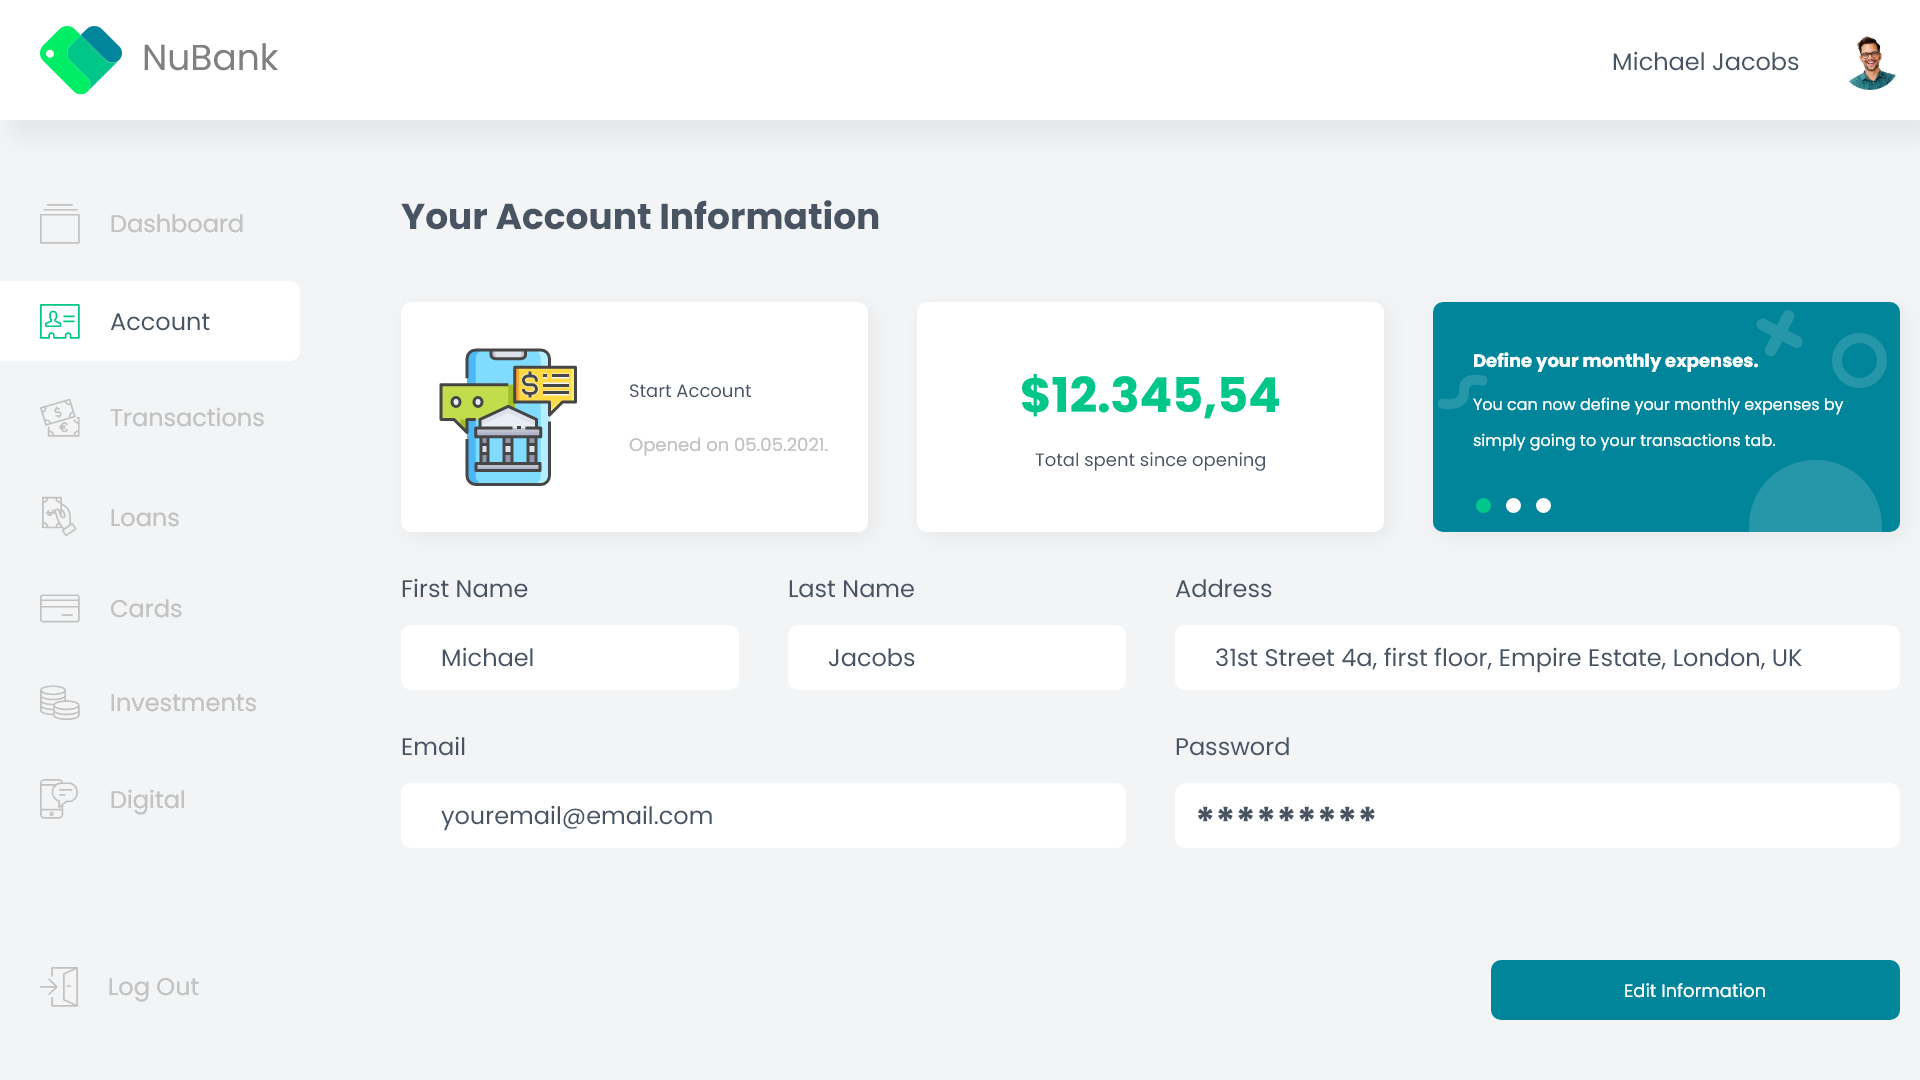 NuBank
Michael Jacobs
Dashboard
Account
Transactions
Loans
Cards
Investments
Digital
Log Out
Your Account Information
Start Account
Opened on 05.05.2021.
$12.345,54
Total spent since opening
Define your monthly expenses.
You can now define your monthly expenses by
simply going to your transactions tab.
First Name
Michael
Last Name
Jacobs
Address
31st Street 4a, first floor, Empire Estate, London, UK
Email
youremail@email.com
Password
*********
Edit Information